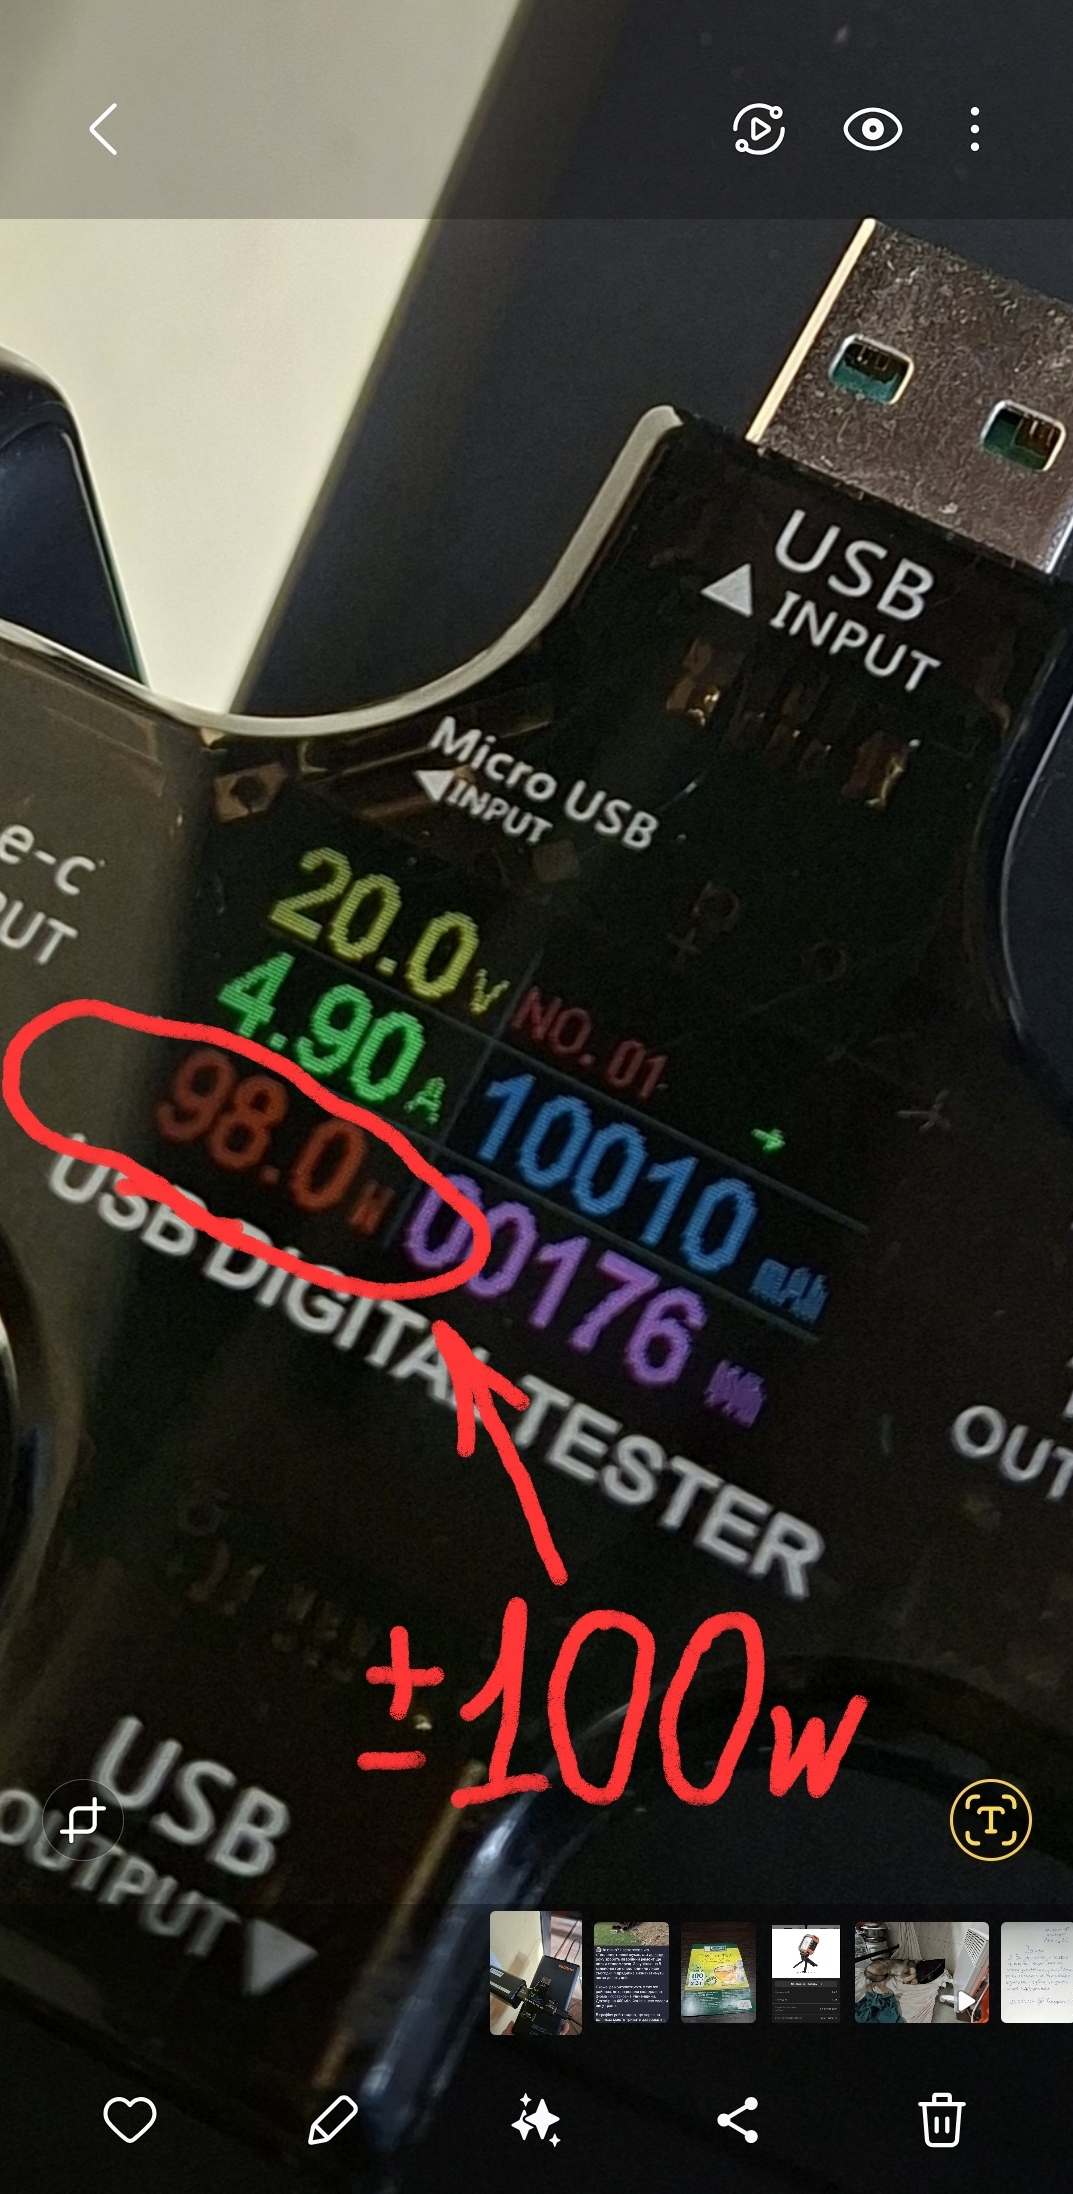 USB
INPUT
Micro USB
INPUT
e-c
PUT
20.0v
NO. 01
4.90A
10010 mAh
98.0W
00176
USB DIGITAL TESTER
OUT
±100w
USB
OUTPUT
T